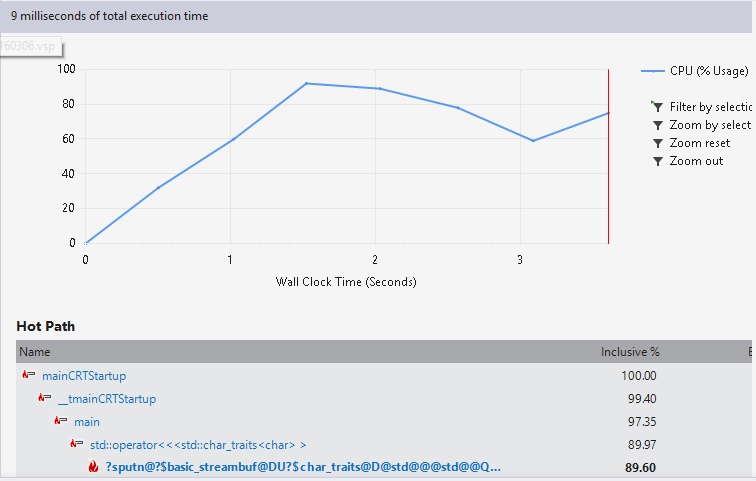 9 milliseconds of total execution time
160306.vsp
100
80
60
40
20
0
0 1 2 3
Wall Clock Time (Seconds)
CPU (% Usage)
Filter by selectio
Zoom by select
Zoom reset
Zoom out
Hot Path
Name Inclusive % E
mainCRTStartup 100.00
__tmainCRTStartup 99.40
main 97.35
std::operator<<<std::char_traits<char> > 89.97
?sputn@?$basic_streambuf@DU?$char_traits@D@std@@@std@@Q... 89.60